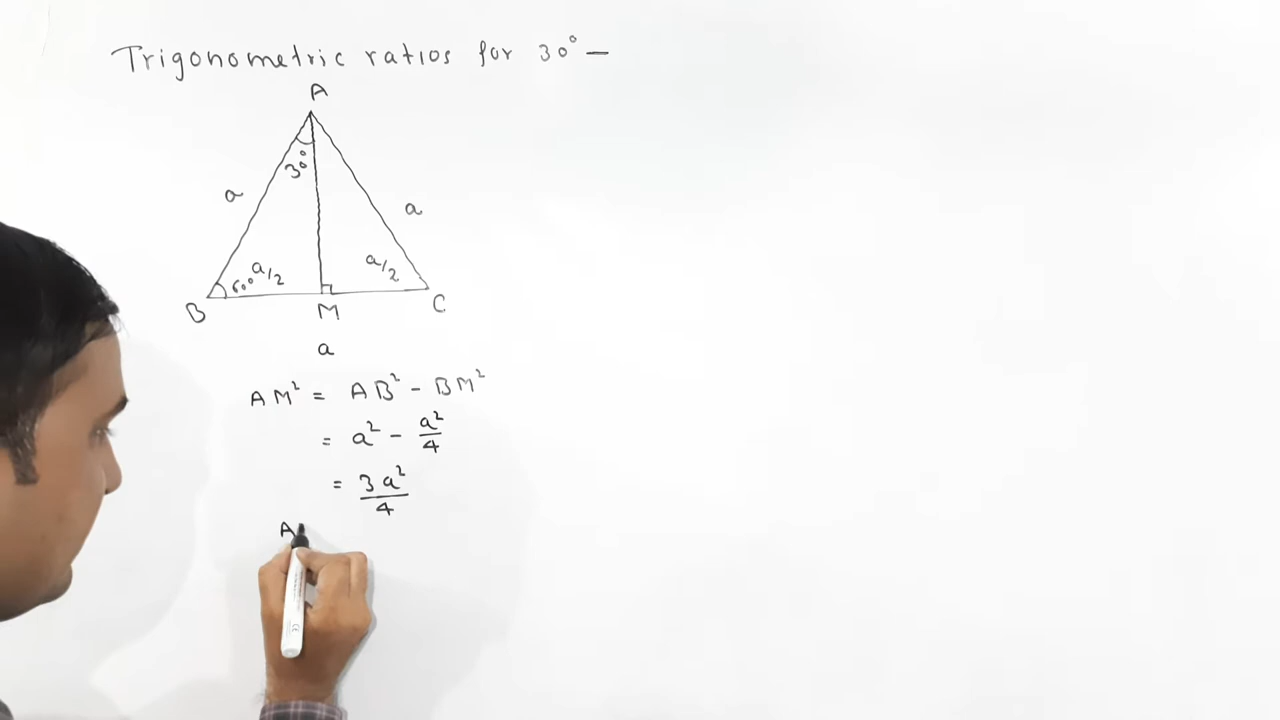 Trigonometric ratios for 30° —
A
30°
a
a
60° a/2
a/2
B
M
C
a
AM² = AB² - BM²
= a² - a²/4
= 3a²/4
A